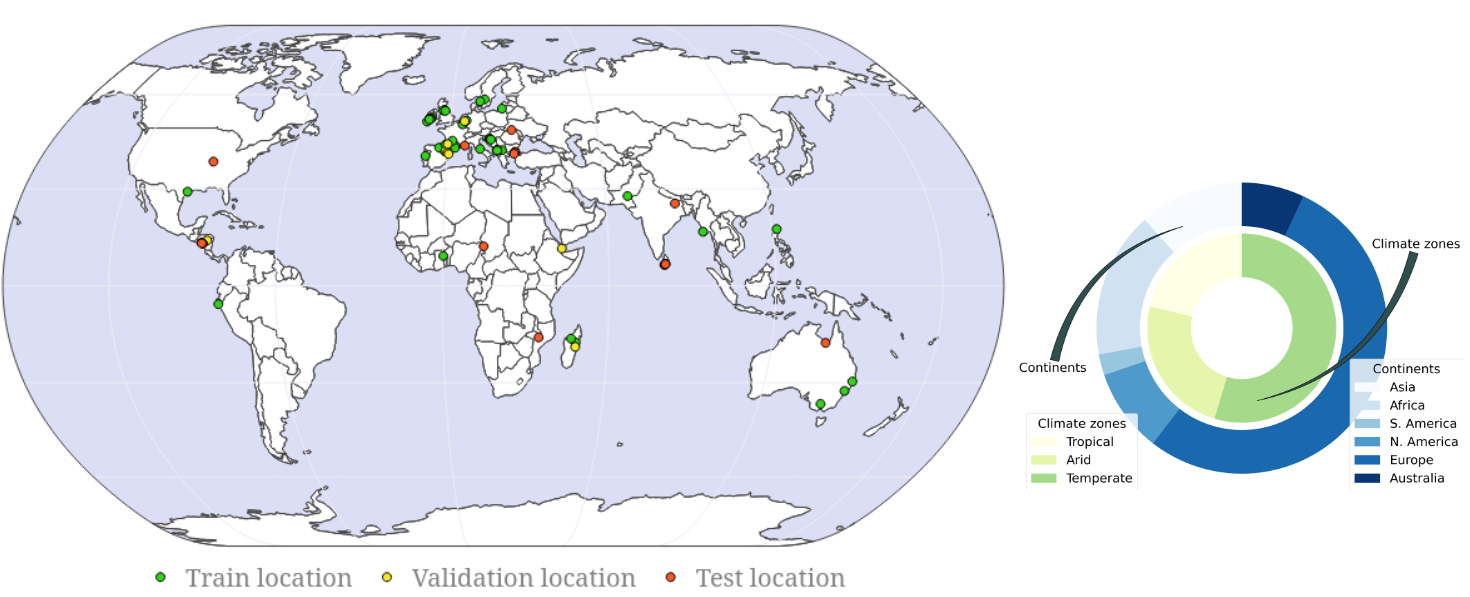 Train location
Validation location
Test location
Climate zones
Continents
Continents
Asia
Africa
S. America
N. America
Europe
Australia
Climate zones
Tropical
Arid
Temperate